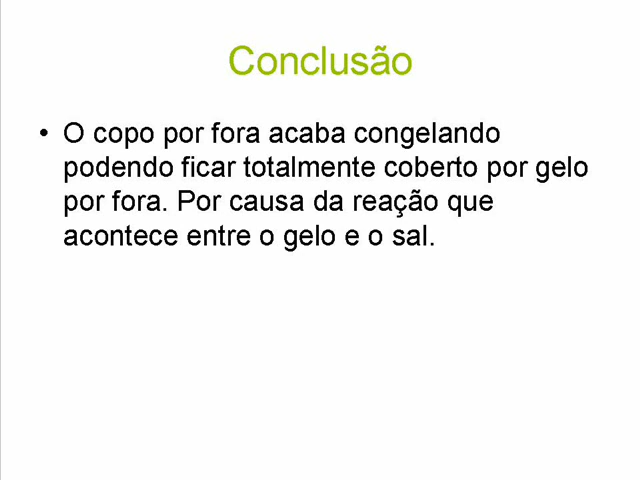 Conclusão
• O copo por fora acaba congelando
podendo ficar totalmente coberto por gelo
por fora. Por causa da reação que
acontece entre o gelo e o sal.